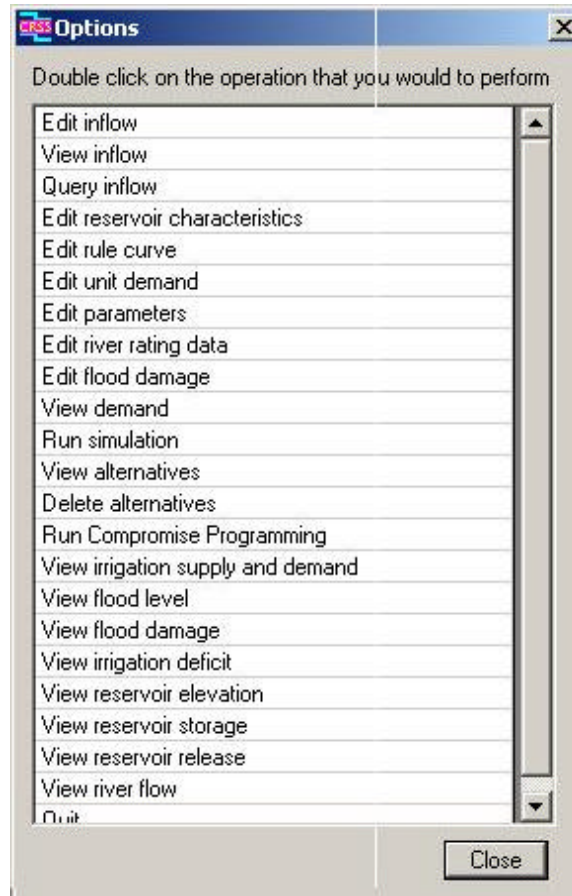 CRSS Options
Double click on the operation that you would to perform
Edit inflow
View inflow
Query inflow
Edit reservoir characteristics
Edit rule curve
Edit unit demand
Edit parameters
Edit river rating data
Edit flood damage
View demand
Run simulation
View alternatives
Delete alternatives
Run Compromise Programming
View irrigation supply and demand
View flood level
View flood damage
View irrigation deficit
View reservoir elevation
View reservoir storage
View reservoir release
View river flow
Quit
Close